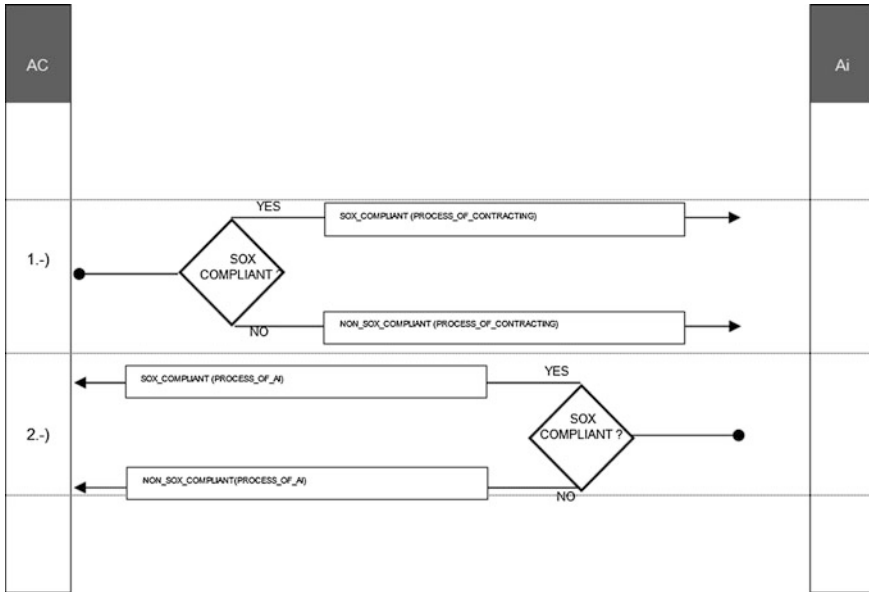 AC
Ai
YES
SOX_COMPLIANT (PROCESS_OF_CONTRACTING)
1.-)
SOX
COMPLIANT ?
NO
NON_SOX_COMPLIANT (PROCESS_OF_CONTRACTING)
YES
SOX_COMPLIANT (PROCESS_OF_AI)
2.-)
SOX
COMPLIANT ?
NON_SOX_COMPLIANT(PROCESS_OF_AI)
NO